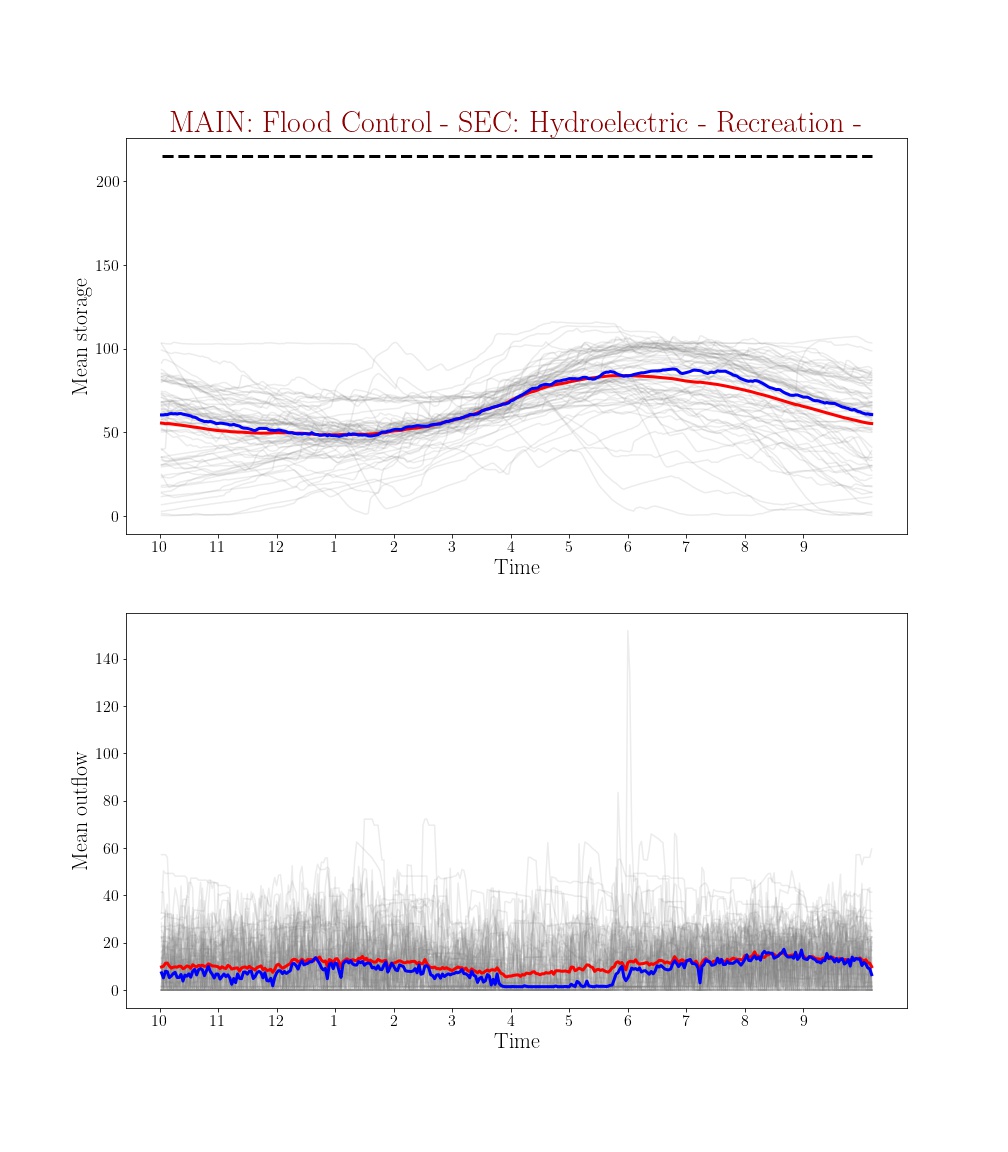 MAIN: Flood Control - SEC: Hydroelectric - Recreation -
Mean storage
200
150
100
50
0
10 11 12 1 2 3 4 5 6 7 8 9
Time
Mean outflow
140
120
100
80
60
40
20
0
10 11 12 1 2 3 4 5 6 7 8 9
Time